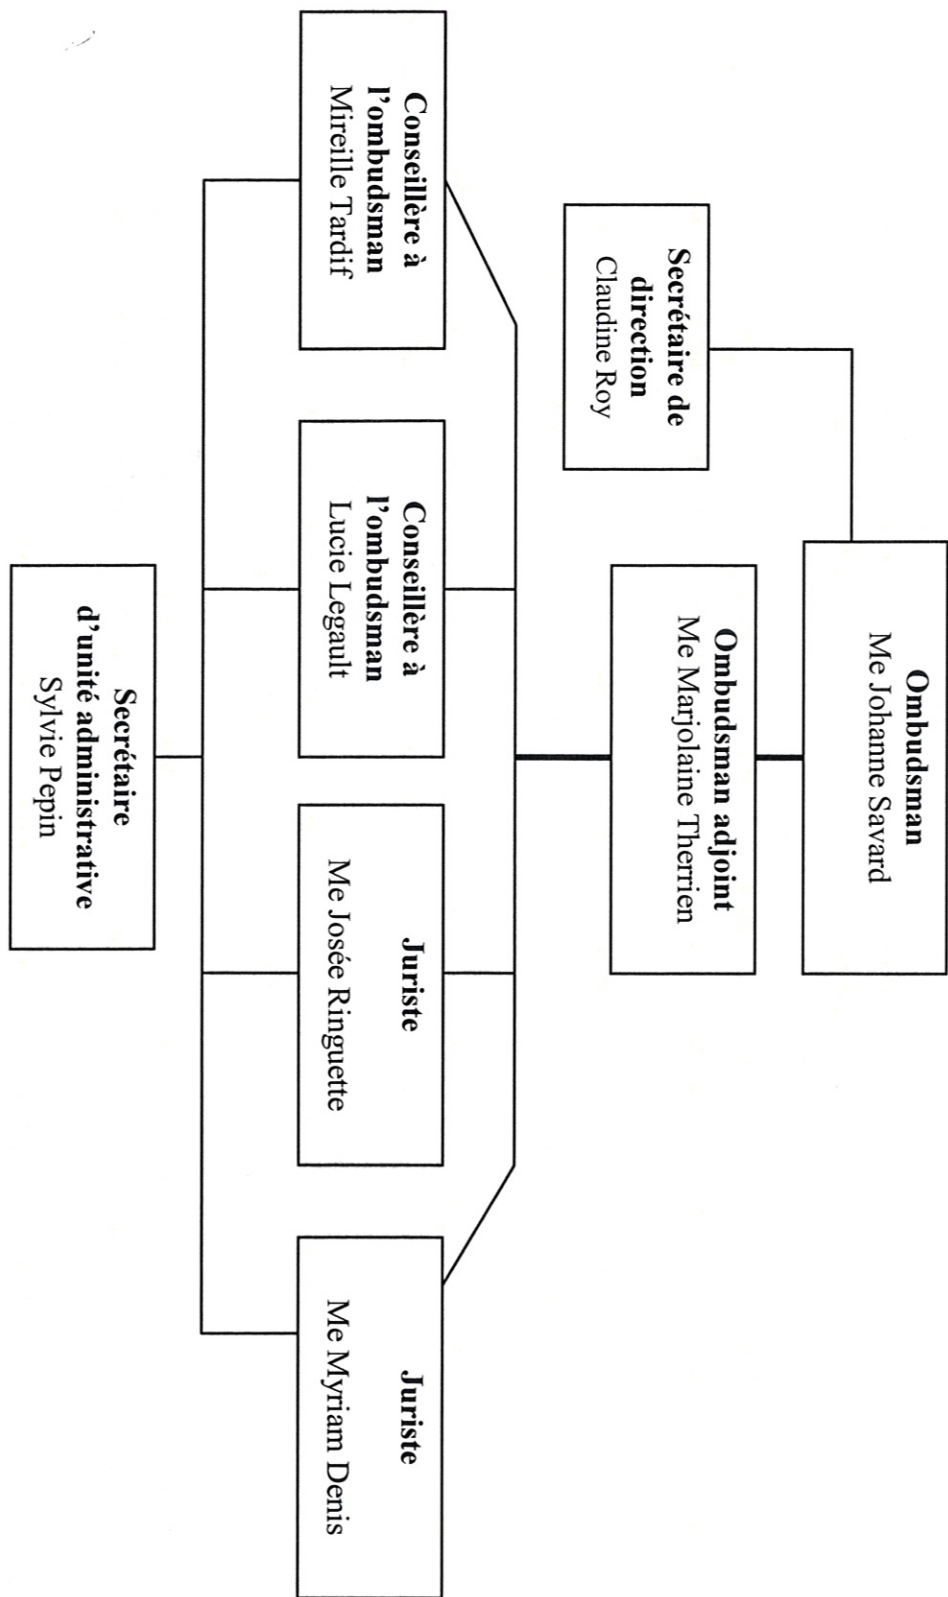 Ombudsman
Me Johanne Savard
Secrétaire de
direction
Claudine Roy
Ombudsman adjoint
Me Marjolaine Therrien
Conseillère à
l'ombudsman
Mireille Tardif
Conseillère à
l'ombudsman
Lucie Legault
Juriste
Me Josée Ringuette
Juriste
Me Myriam Denis
Secrétaire
d'unité administrative
Sylvie Pepin